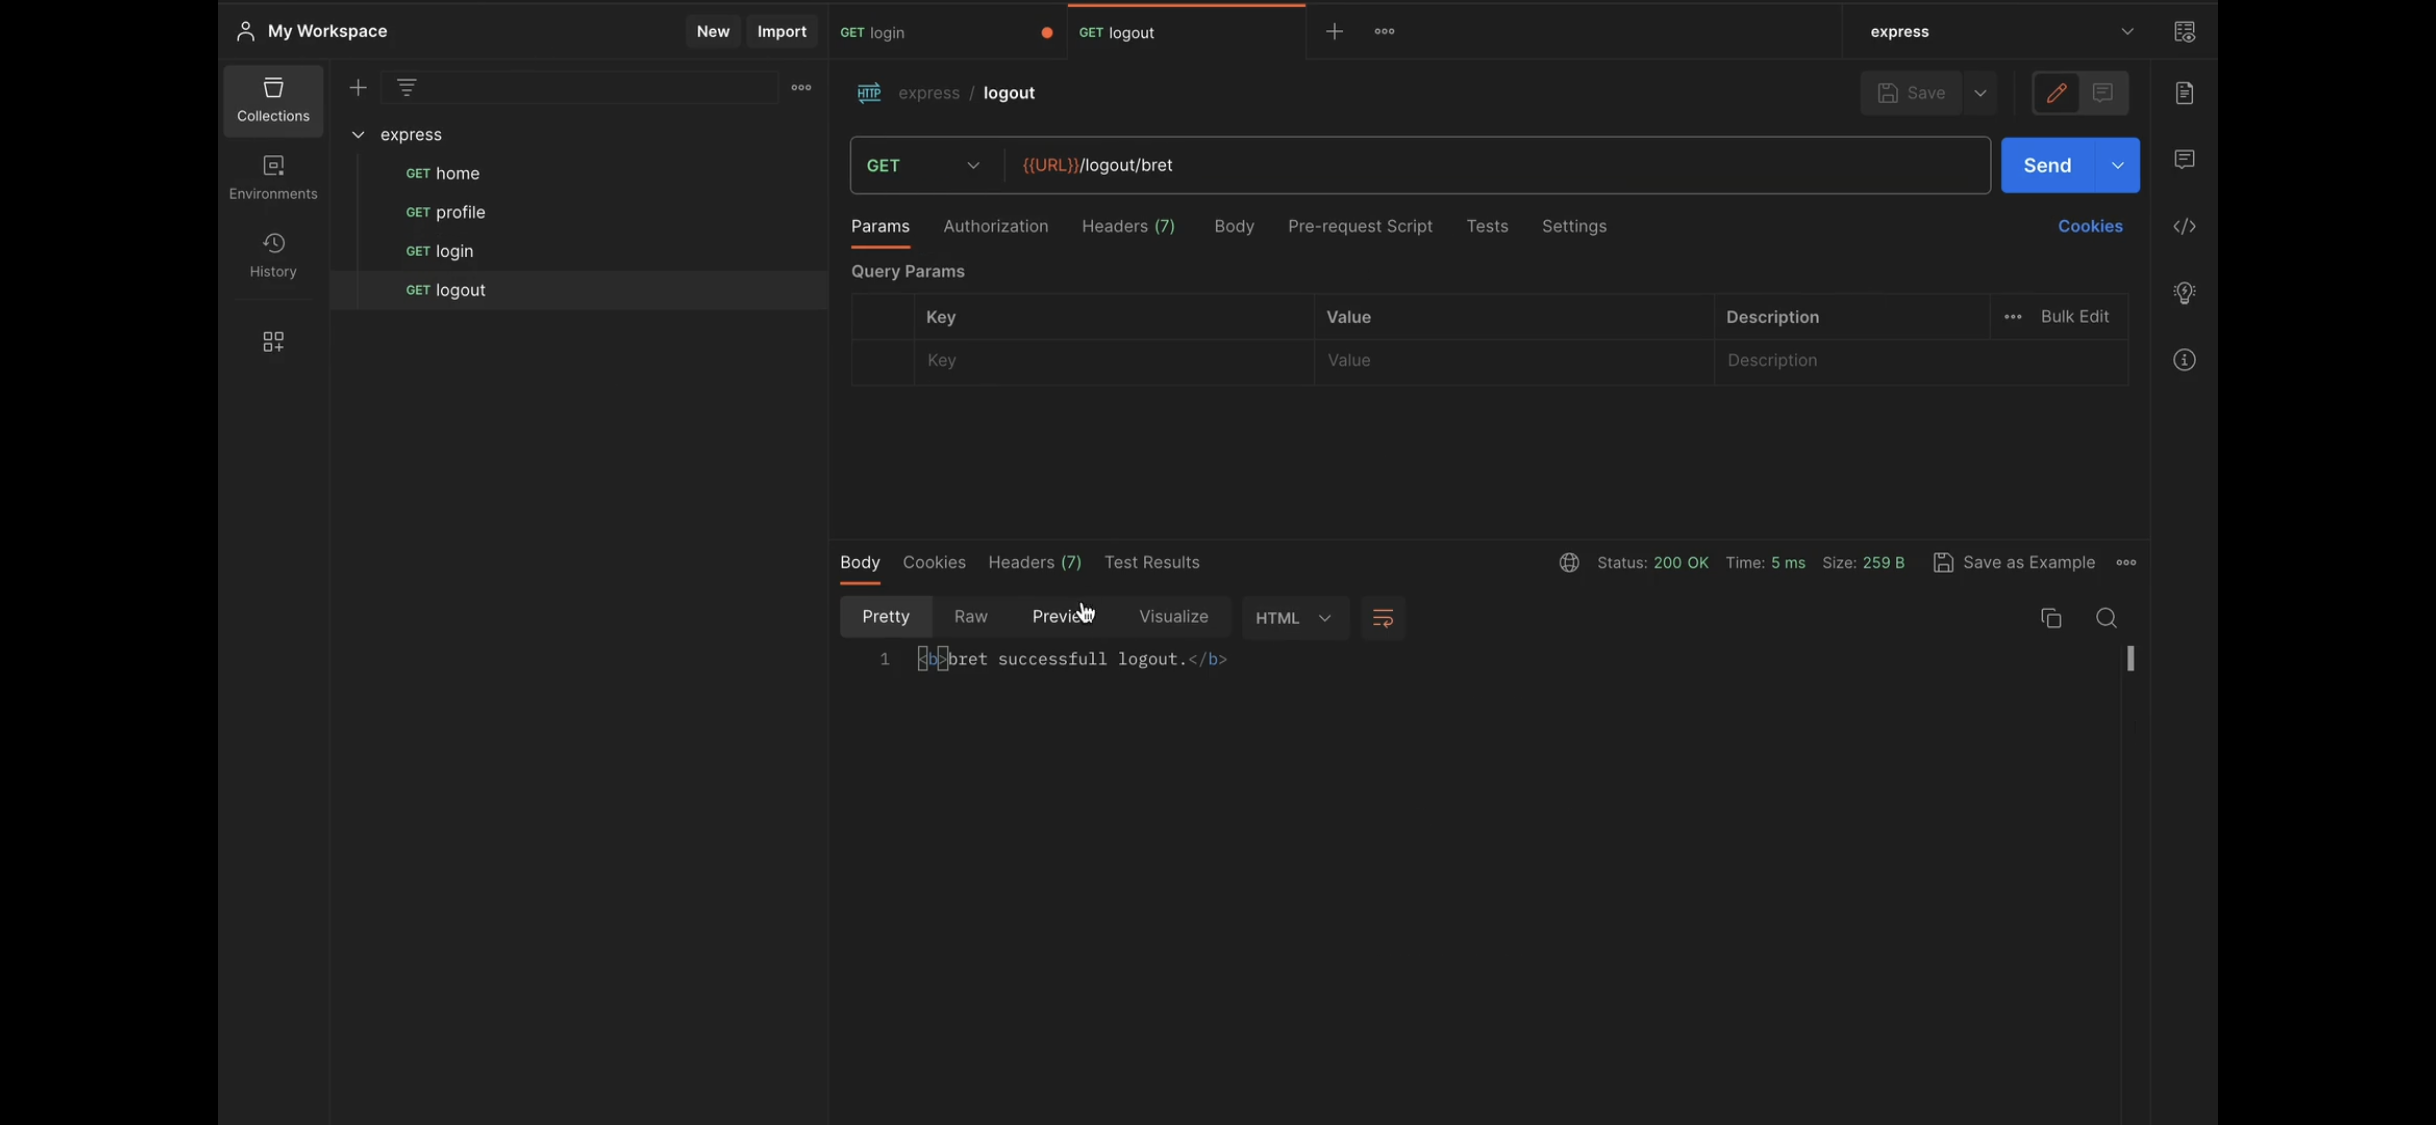 My Workspace
New
Import
GET login
GET logout
express
Collections
Environments
History
express
GET home
GET profile
GET login
GET logout
HTTP express / logout
Save
GET
{{URL}}/logout/bret
Send
Params
Authorization
Headers (7)
Body
Pre-request Script
Tests
Settings
Cookies
Query Params
Key
Value
Description
Bulk Edit
Key
Value
Description
Body
Cookies
Headers (7)
Test Results
Status: 200 OK
Time: 5 ms
Size: 259 B
Save as Example
Pretty
Raw
Preview
Visualize
HTML
1 <b>bret successfull logout.</b>